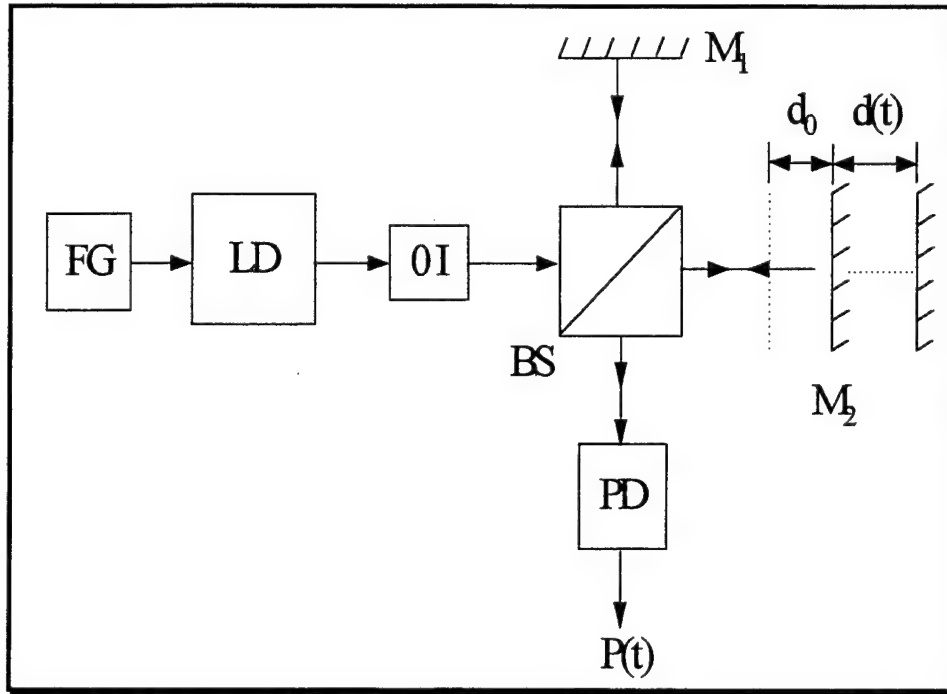 M₁
d₀ d(t)
FG LD 0I
BS
M₂
PD
P(t)